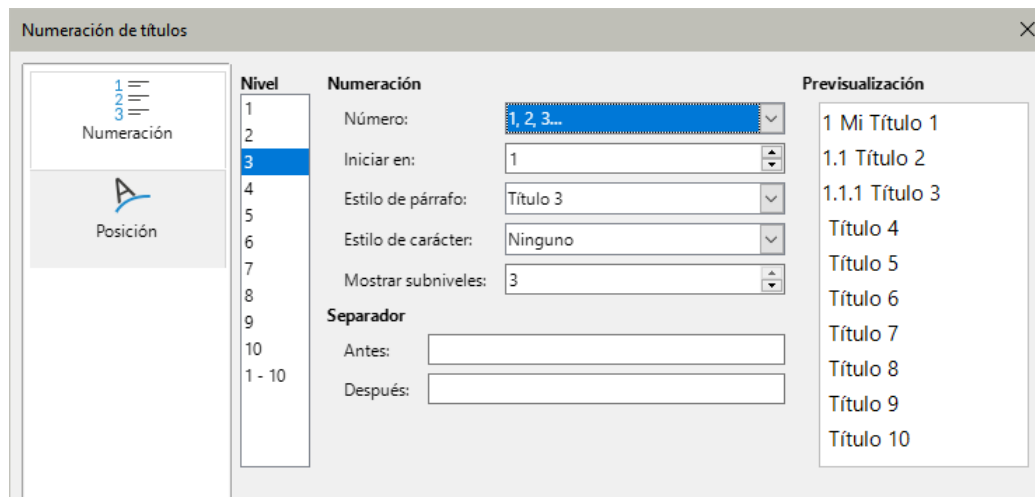 Numeración de títulos
1
2
3
Numeración
Posición
Nivel
1
2
3
4
5
6
7
8
9
10
1 - 10
Numeración
Número: 1, 2, 3...
Iniciar en: 1
Estilo de párrafo: Título 3
Estilo de carácter: Ninguno
Mostrar subniveles: 3
Separador
Antes:
Después:
Previsualización
1 Mi Título 1
1.1 Título 2
1.1.1 Título 3
Título 4
Título 5
Título 6
Título 7
Título 8
Título 9
Título 10